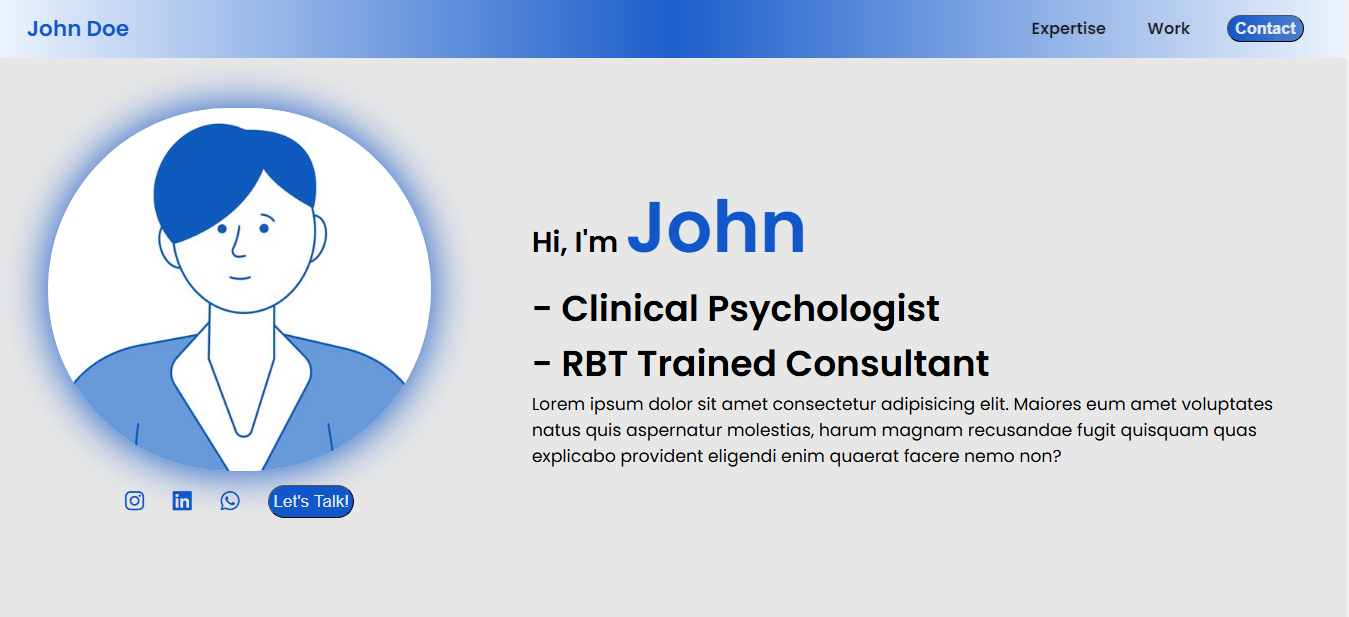 John Doe
Expertise
Work
Contact
Hi, I'm John
- Clinical Psychologist
- RBT Trained Consultant
Lorem ipsum dolor sit amet consectetur adipisicing elit. Maiores eum amet voluptates
natus quis aspernatur molestias, harum magnam recusandae fugit quisquam quas
explicabo provident eligendi enim quaerat facere nemo non?
in
Let's Talk!